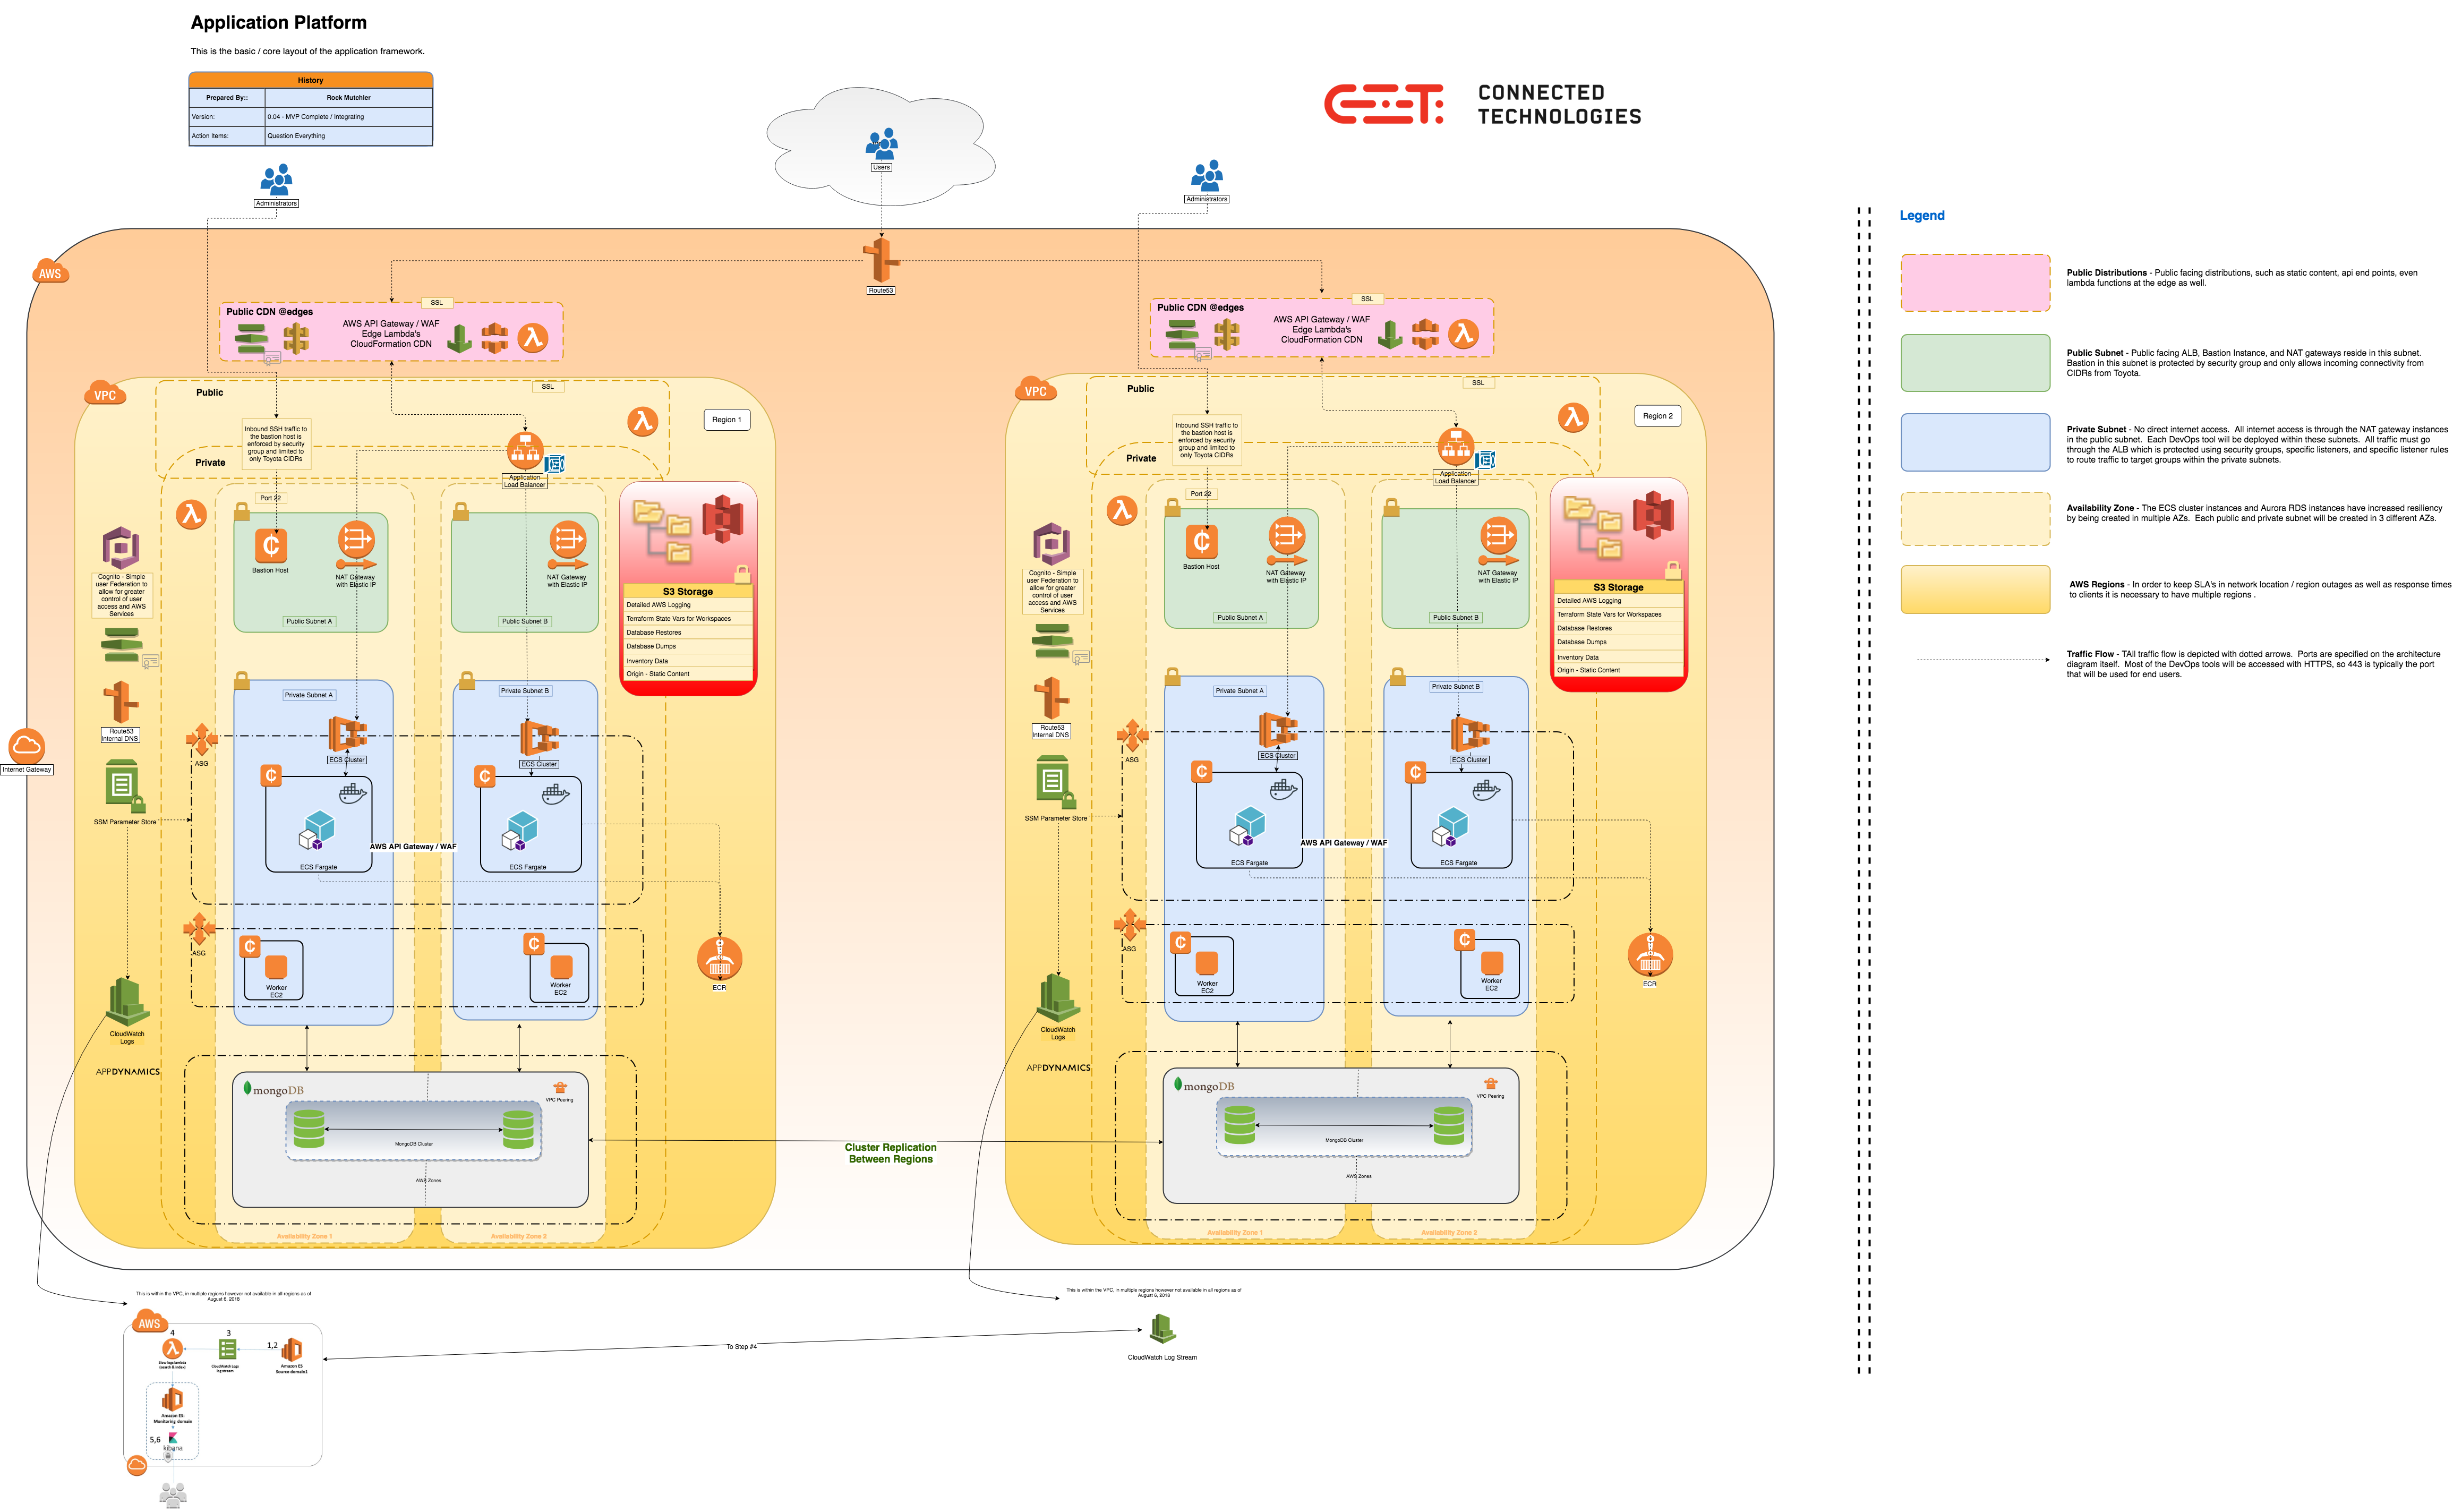 Application Platform
This is the basic / core layout of the application framework.
History
Prepared By:: Rock Mutchler
Version: 0.04 - MVP Complete / Integrating
Action Items: Question Everything
CONNECTED
TECHNOLOGIES
Users
Administrators
Administrators
AWS
Route53
SSL
Public CDN @edges
AWS API Gateway / WAF
Edge Lambda's
CloudFormation CDN
SSL
Public CDN @edges
AWS API Gateway / WAF
Edge Lambda's
CloudFormation CDN
VPC
SSL
Public
Region 1
Inbound SSH traffic to
the bastion host is
enforced by security
group and limited to
only Toyota CIDRs
Private
Application
Load Balancer
Port 22
Bastion Host
NAT Gateway
with Elastic IP
Public Subnet A
NAT Gateway
with Elastic IP
Public Subnet B
S3 Storage
Detailed AWS Logging
Terraform State Vars for Workspaces
Database Restores
Database Dumps
Inventory Data
Origin - Static Content
Cognito - Simple
user Federation to
allow for greater
control of user
access and AWS
Services
Route53
Internal DNS
Internet Gateway
SSM Parameter Store
Private Subnet A
Private Subnet B
ASG
ECS Cluster
ECS Cluster
ECS Fargate
AWS API Gateway / WAF
ECS Fargate
ASG
Worker
EC2
Worker
EC2
ECR
CloudWatch
Logs
APPDYNAMICS
mongoDB
VPC Peering
MongoDB Cluster
AWS Zones
Availability Zone 1
Availability Zone 2
Cluster Replication
Between Regions
VPC
SSL
Public
Region 2
Inbound SSH traffic to
the bastion host is
enforced by security
group and limited to
only Toyota CIDRs
Private
Application
Load Balancer
Port 22
Bastion Host
NAT Gateway
with Elastic IP
Public Subnet A
NAT Gateway
with Elastic IP
Public Subnet B
S3 Storage
Detailed AWS Logging
Terraform State Vars for Workspaces
Database Restores
Database Dumps
Inventory Data
Origin - Static Content
Cognito - Simple
user Federation to
allow for greater
control of user
access and AWS
Services
Route53
Internal DNS
SSM Parameter Store
Private Subnet A
Private Subnet B
ASG
ECS Cluster
ECS Cluster
ECS Fargate
AWS API Gateway / WAF
ECS Fargate
ASG
Worker
EC2
Worker
EC2
ECR
CloudWatch
Logs
APPDYNAMICS
mongoDB
VPC Peering
MongoDB Cluster
AWS Zones
Availability Zone 1
Availability Zone 2
This is within the VPC, in multiple regions however not available in all regions as of
August 6, 2018
AWS
4
3
1,2
Slow logs lambda
(search & index)
CloudWatch Logs
log stream
Amazon ES
Source domain1
Amazon ES:
Monitoring domain
5,6
kibana
To Step #4
This is within the VPC, in multiple regions however not available in all regions as of
August 6, 2018
CloudWatch Log Stream
Legend
Public Distributions - Public facing distributions, such as static content, api end points, even
lambda functions at the edge as well.
Public Subnet - Public facing ALB, Bastion Instance, and NAT gateways reside in this subnet.
Bastion in this subnet is protected by security group and only allows incoming connectivity from
CIDRs from Toyota.
Private Subnet - No direct internet access. All internet access is through the NAT gateway instances
in the public subnet. Each DevOps tool will be deployed within these subnets. All traffic must go
through the ALB which is protected using security groups, specific listeners, and specific listener rules
to route traffic to target groups within the private subnets.
Availability Zone - The ECS cluster instances and Aurora RDS instances have increased resiliency
by being created in multiple AZs. Each public and private subnet will be created in 3 different AZs.
AWS Regions - In order to keep SLA's in network location / region outages as well as response times
to clients it is necessary to have multiple regions .
Traffic Flow - TAll traffic flow is depicted with dotted arrows. Ports are specified on the architecture
diagram itself. Most of the DevOps tools will be accessed with HTTPS, so 443 is typically the port
that will be used for end users.